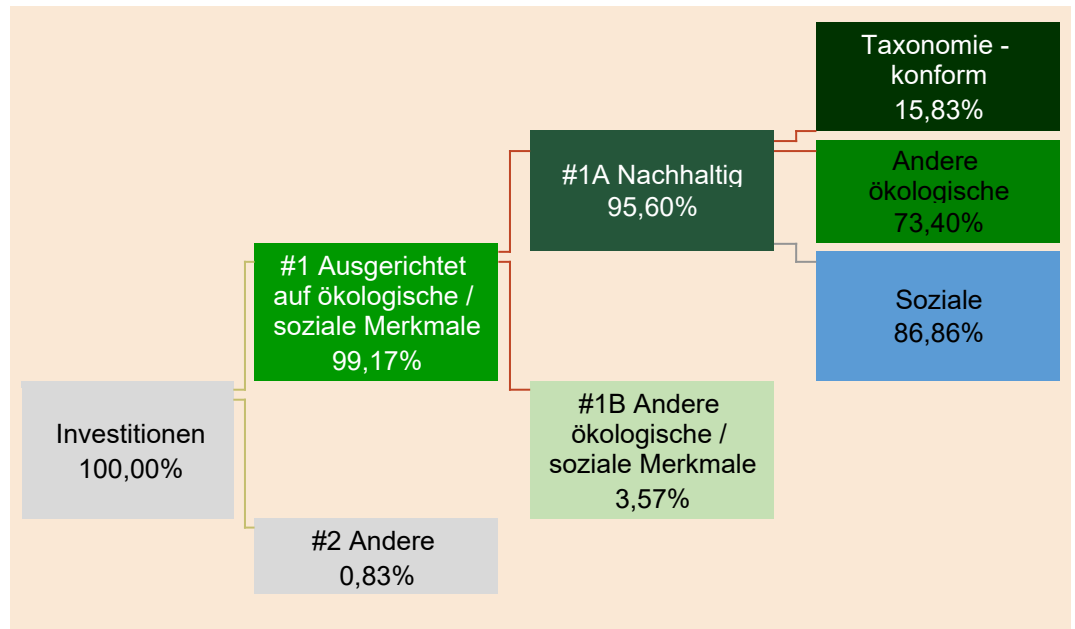 Taxonomie -
konform
15,83%
#1A Nachhaltig
95,60%
Andere
ökologische
73,40%
#1 Ausgerichtet
auf ökologische /
soziale Merkmale
99,17%
Soziale
86,86%
Investitionen
100,00%
#1B Andere
ökologische /
soziale Merkmale
3,57%
#2 Andere
0,83%